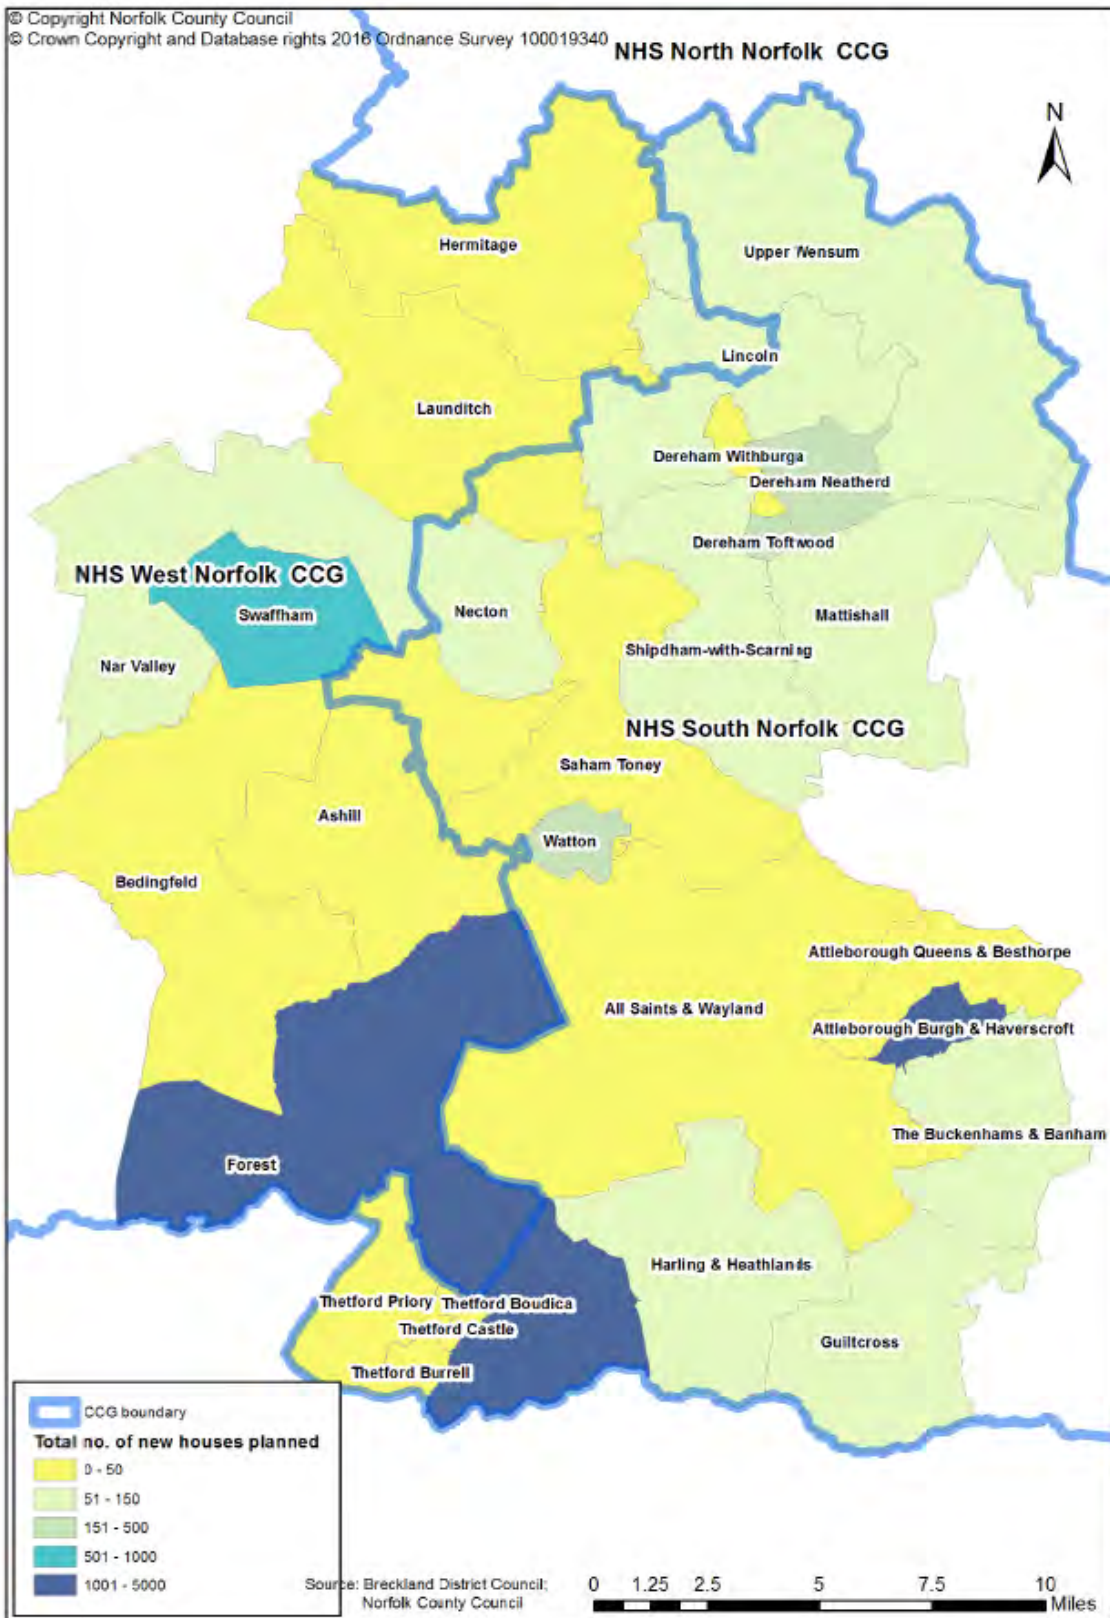 © Copyright Norfolk County Council
© Crown Copyright and Database rights 2016 Ordnance Survey 100019340
NHS North Norfolk CCG
N
Hermitage
Upper Wensum
Lincoln
Launditch
Dereham Withburga
Dereham Neatherd
Dereham Toftwood
NHS West Norfolk CCG
Swaffham
Necton
Mattishall
Shipdham-with-Scarning
Nar Valley
NHS South Norfolk CCG
Saham Toney
Ashill
Watton
Bedingfeld
Attleborough Queens & Besthorpe
All Saints & Wayland
Attleborough Burgh & Haverscroft
The Buckenhams & Banham
Forest
Harling & Heathlands
Thetford Priory
Thetford Boudica
Thetford Castle
Guiltcross
Thetford Burrell
CCG boundary
Total no. of new houses planned
0 - 50
51 - 150
151 - 500
501 - 1000
1001 - 5000
Source: Breckland District Council;
Norfolk County Council
0 1.25 2.5 5 7.5 10
Miles